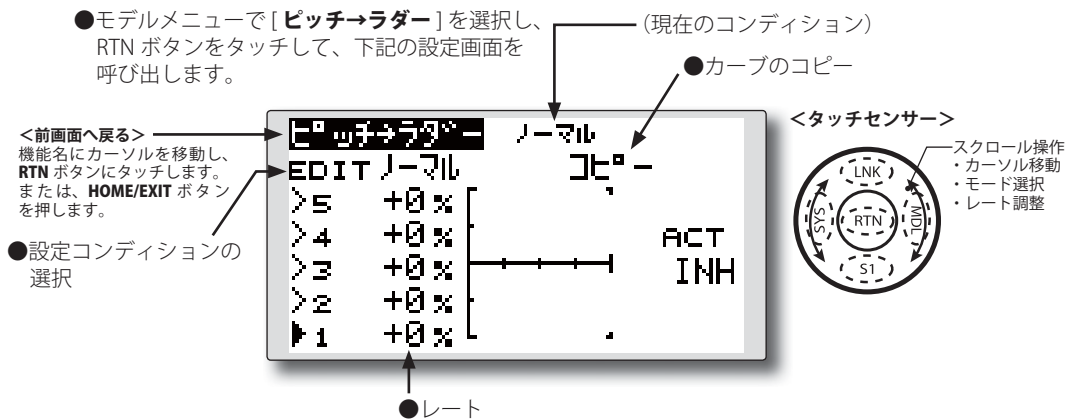 ●モデルメニューで [ ピッチ→ラダー ] を選択し、
RTN ボタンをタッチして、下記の設定画面を
呼び出します。
（現在のコンディション）
●カーブのコピー
<前画面へ戻る>
機能名にカーソルを移動し、
RTN ボタンにタッチします。
または、HOME/EXIT ボタン
を押します。
●設定コンディションの
選択
ピッチ→ラダー ノーマル
EDIT ノーマル コピー
>5 +0%
>4 +0%
>3 +0%
>2 +0%
▶1 +0%
ACT
INH
●レート
<タッチセンサー>
スクロール操作
・カーソル移動
・モード選択
・レート調整
LNK
SYS
RTN
MDL
S1